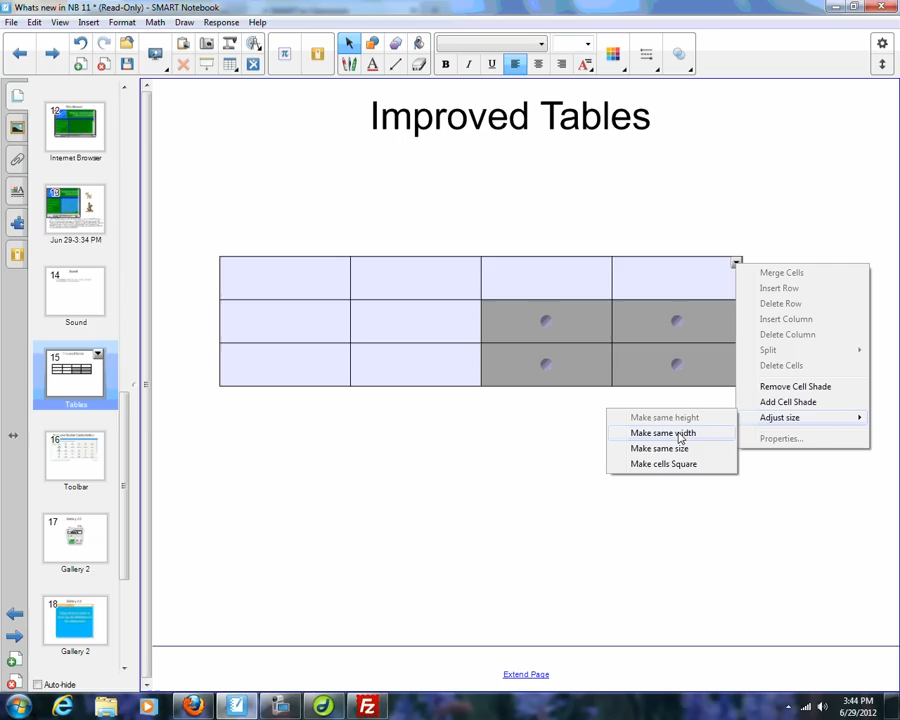 Whats new in NB 11 * (Read-Only) - SMART Notebook
File Edit View Insert Format Math Draw Response Help
B I U
12
Internet Browser
13
Jun 29-3:34 PM
14
Sound
15
Tables
16
Toolbar
17
Gallery 2
18
Gallery 2
Auto-hide
Improved Tables
Merge Cells
Insert Row
Delete Row
Insert Column
Delete Column
Split
Delete Cells
Remove Cell Shade
Add Cell Shade
Adjust size
Properties...
Make same height
Make same width
Make same size
Make cells Square
Extend Page
3:44 PM
6/29/2012